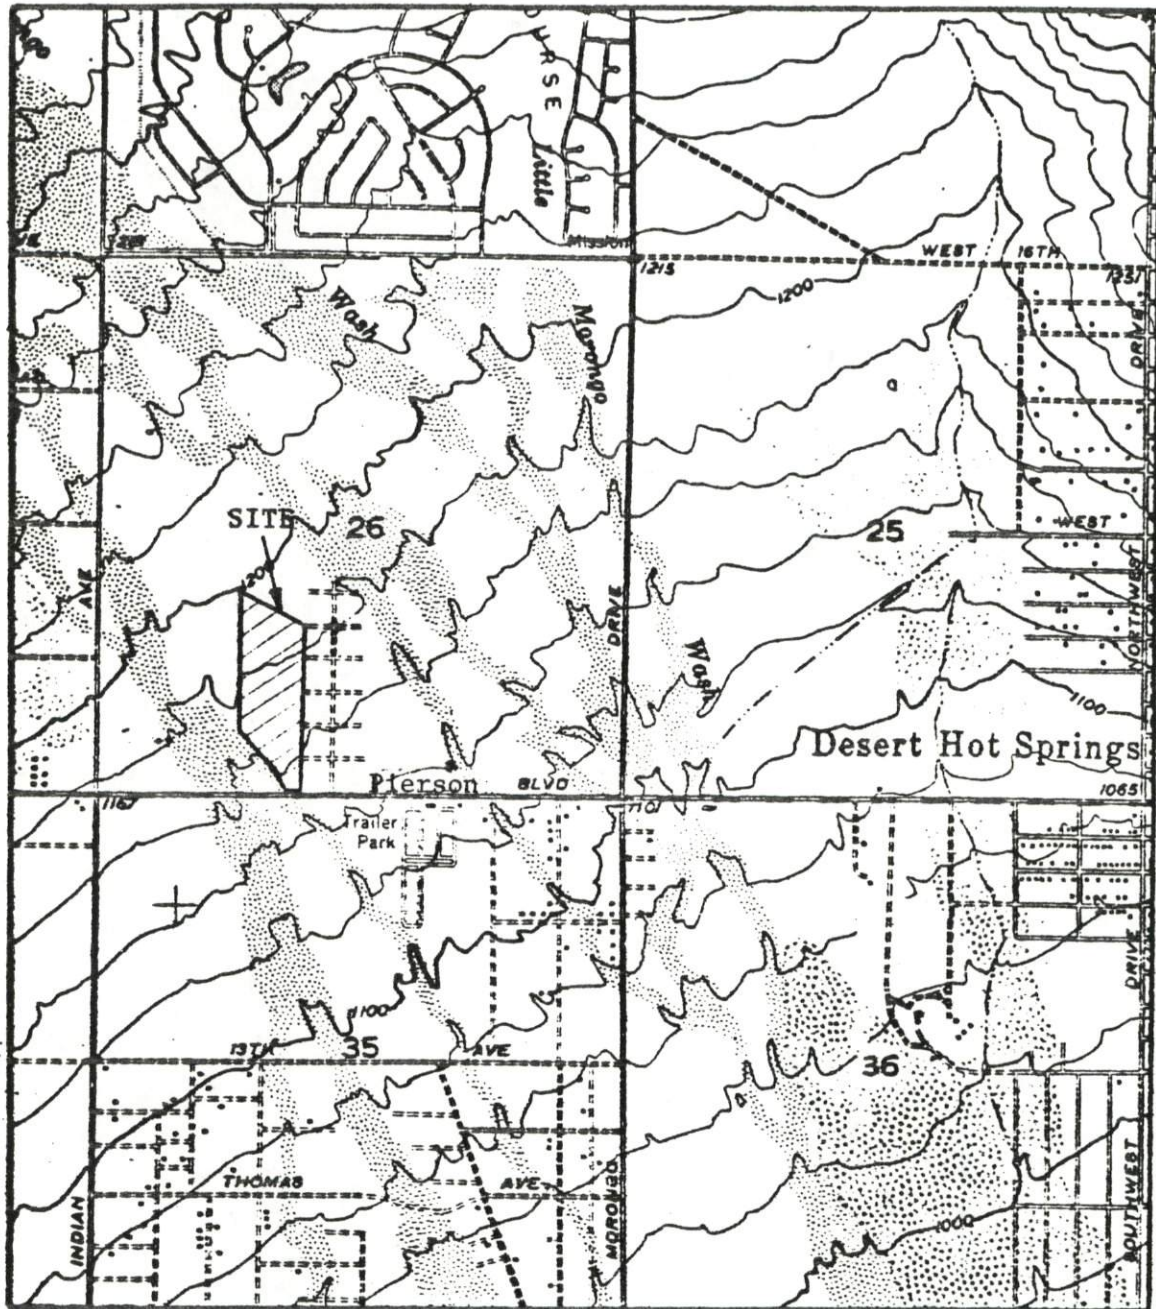 URSE
Little
Mission
1215
WEST 16TH
1231
1200
Wash
Morongo
DRIVE
SITE
26
25
WEST
AVE
DRIVE
NORTHWEST
Wash
1100
Desert Hot Springs
Pierson BLVD
1167
1101
1065
Trailer
Park
1100
13TH 35 AVE
36
DRIVE
THOMAS AVE
INDIAN
MORONGO
1000
SOUTHWEST